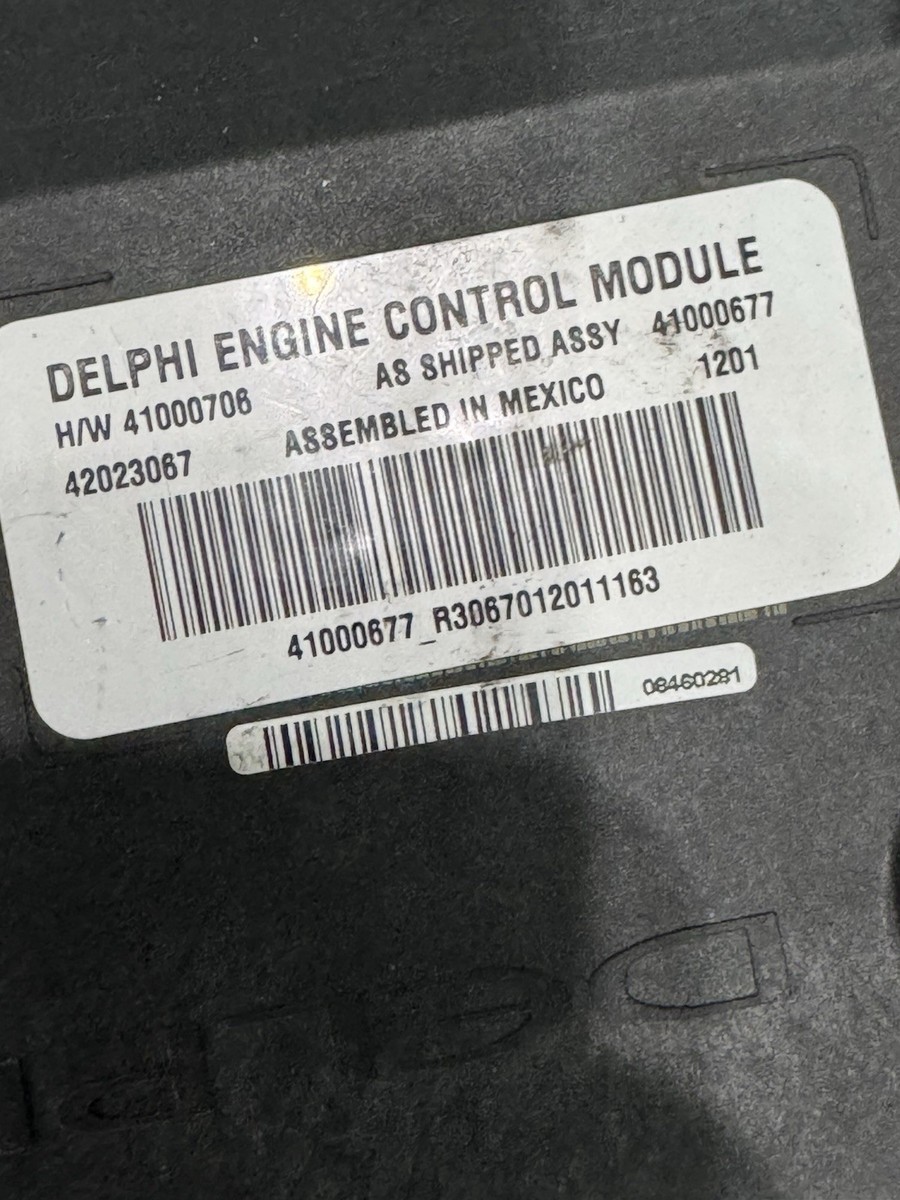 DELPHI ENGINE CONTROL MODULE
H/W 41000706 AS SHIPPED ASSY 41000677
42023067 ASSEMBLED IN MEXICO 1201
41000677_R3067012011163
08460281